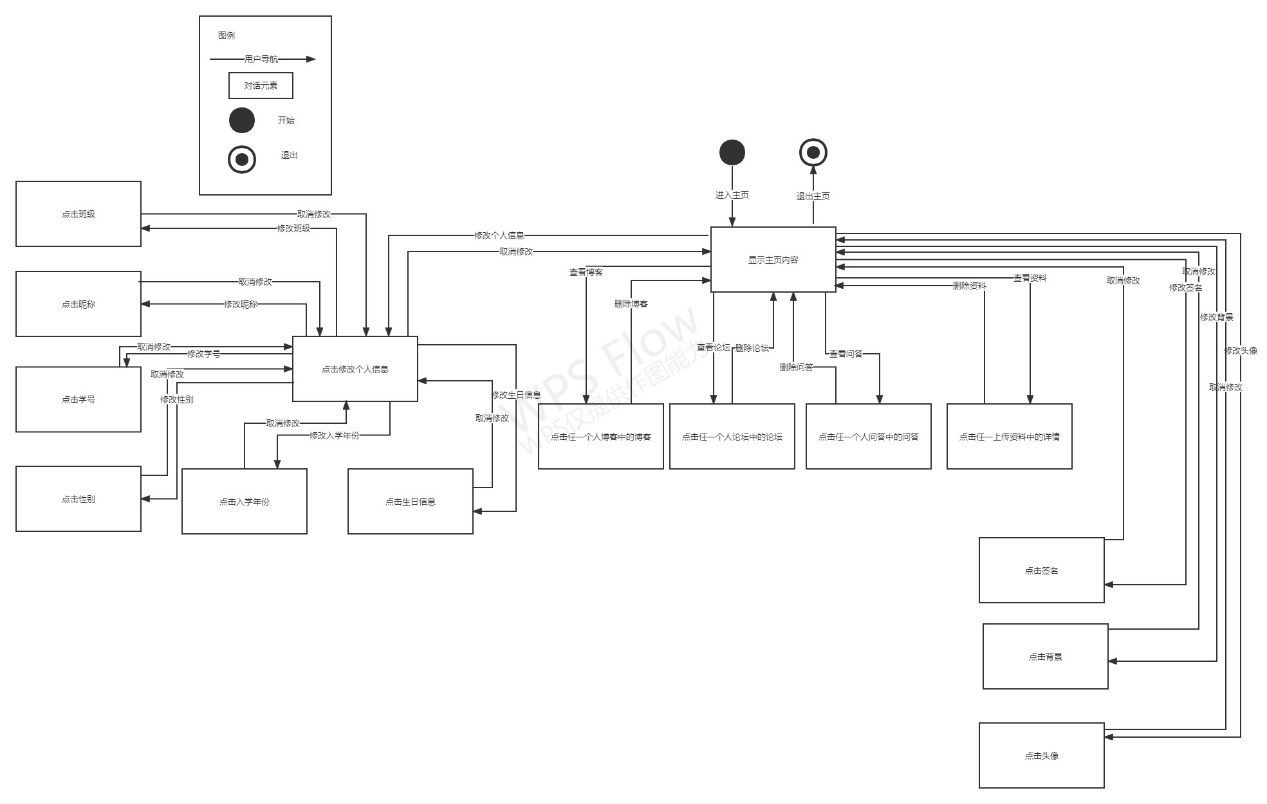 图例
用户导航
对话元素
开始
退出
进入主页
退出主页
显示主页内容
点击班级
取消修改
修改班级
修改个人信息
取消修改
点击昵称
取消修改
修改昵称
查看博客
删除博客
查看论坛
删除论坛
查看问答
删除问答
查看资料
删除资料
取消修改
取消修改
修改签名
修改背景
修改头像
取消修改
取消修改
修改学号
点击学号
取消修改
修改性别
点击修改个人信息
修改生日信息
取消修改
取消修改
修改入学年份
点击任一个人博客中的博客
点击任一个人论坛中的论坛
点击任一个人问答中的问答
点击任一上传资料中的详情
点击性别
点击入学年份
点击生日信息
点击签名
点击背景
点击头像
WPS Flow
WPS仅提供作图能力